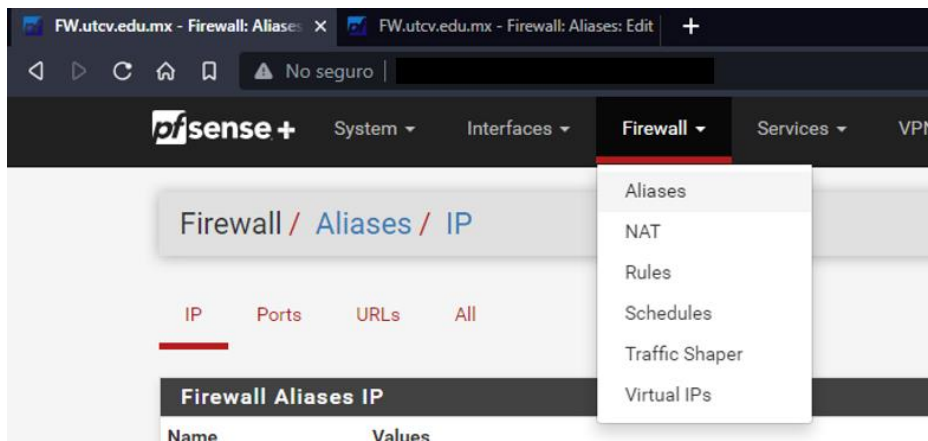 FW.utcv.edu.mx - Firewall: Aliases
FW.utcv.edu.mx - Firewall: Aliases: Edit
No seguro
pfsense +
System
Interfaces
Firewall
Services
VPN
Aliases
NAT
Rules
Schedules
Traffic Shaper
Virtual IPs
Firewall / Aliases / IP
IP Ports URLs All
Firewall Aliases IP
Name Values